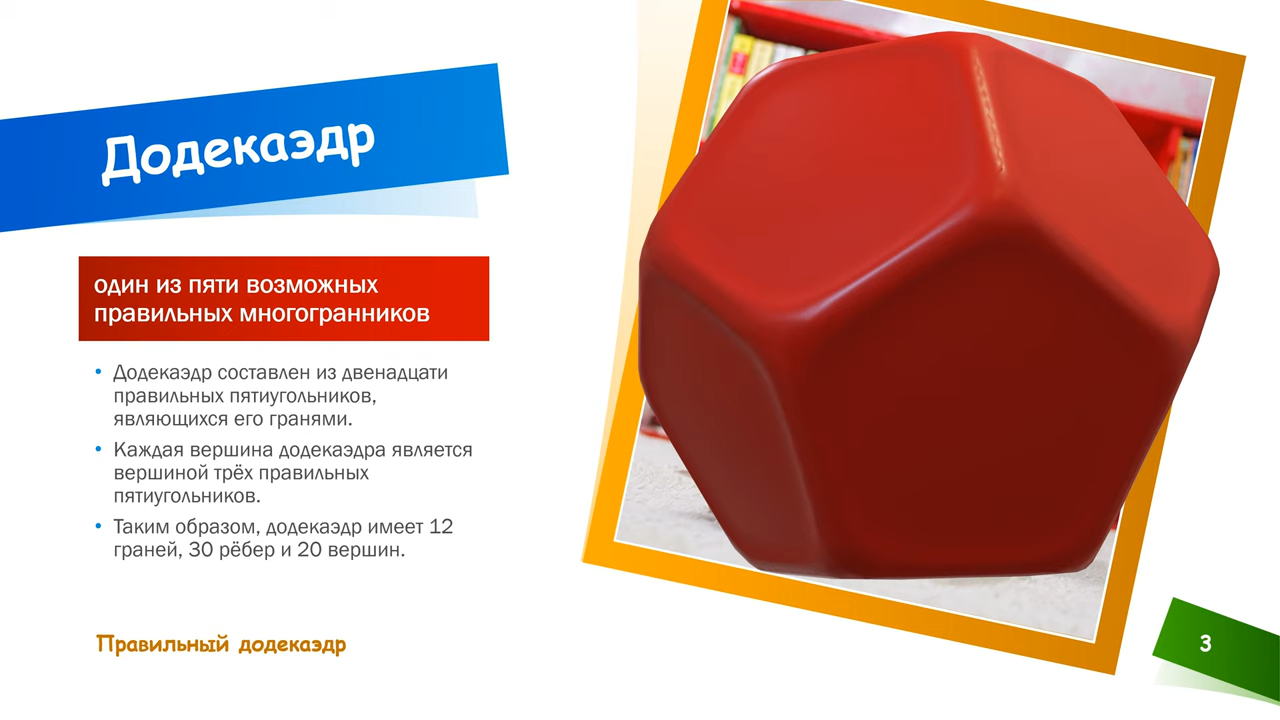 Додекаэдр
один из пяти возможных
правильных многогранников
• Додекаэдр составлен из двенадцати
правильных пятиугольников,
являющихся его гранями.
• Каждая вершина додекаэдра является
вершиной трёх правильных
пятиугольников.
• Таким образом, додекаэдр имеет 12
граней, 30 рёбер и 20 вершин.
Правильный додекаэдр
3